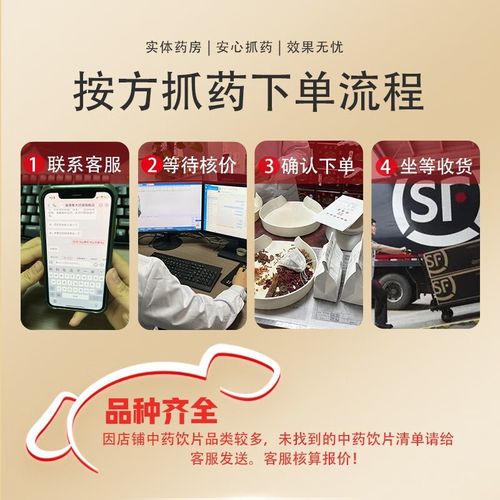 实体药房 | 安心抓药 | 效果无忧
按方抓药下单流程
1 联系客服
2 等待核价
3 确认下单
4 坐等收货
SF
SF
品种齐全
因店铺中药饮片品类较多，未找到的中药饮片清单请给
客服发送。客服核算报价！